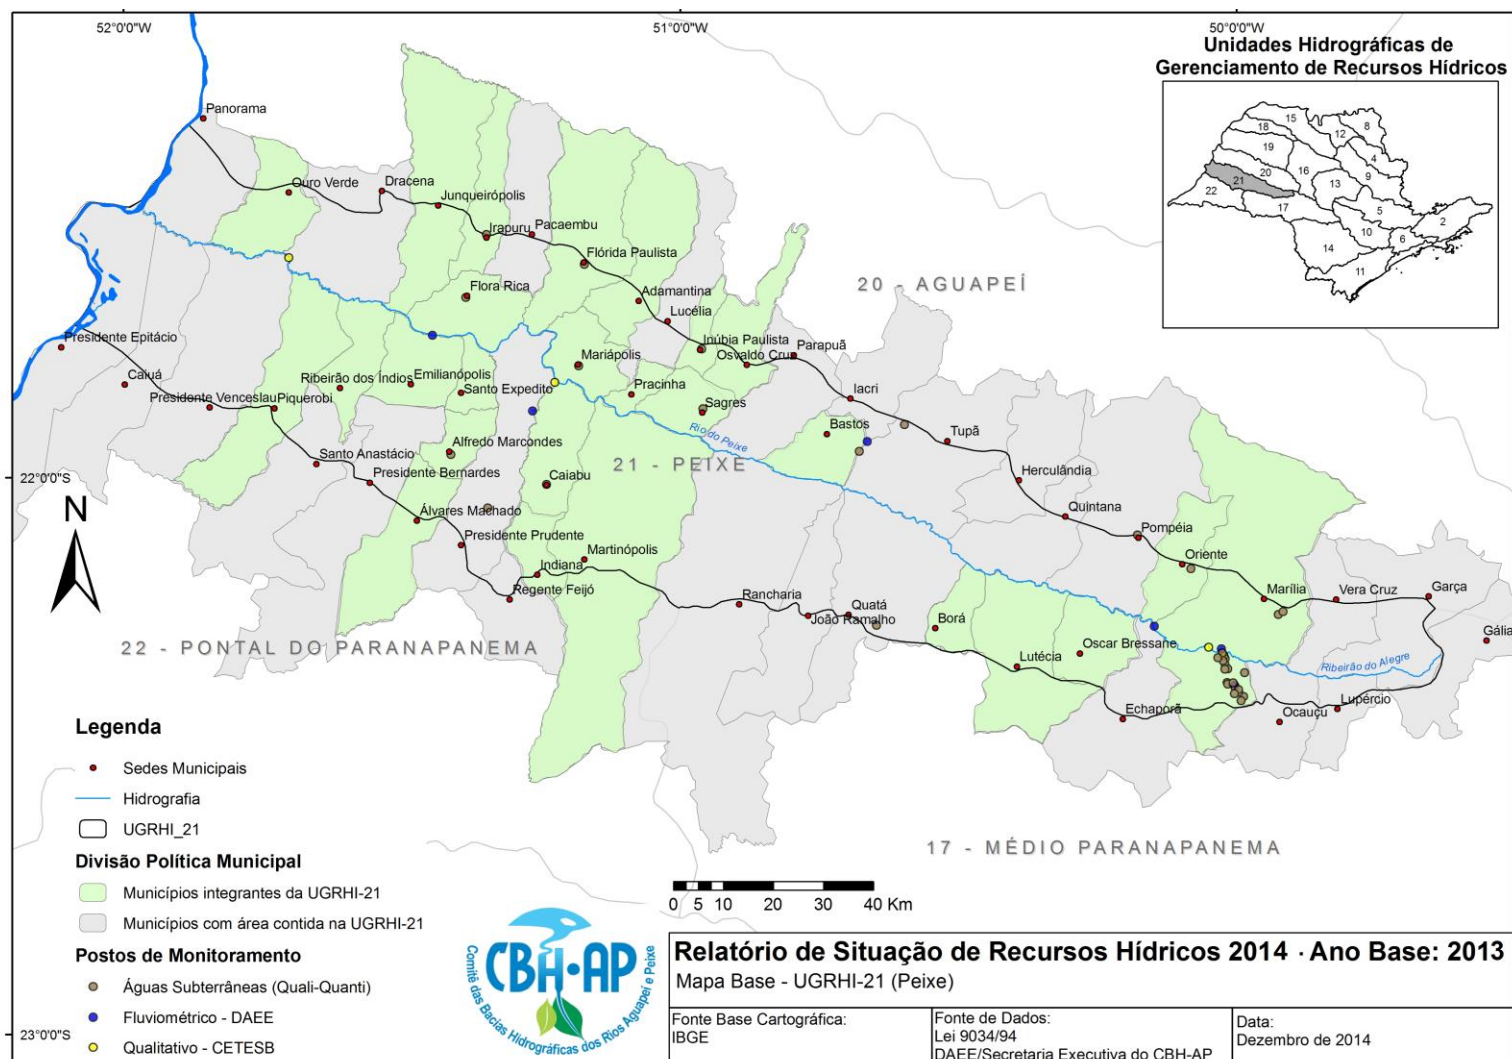 52°0'0"W
51°0'0"W
50°0'0"W
Unidades Hidrográficas de
Gerenciamento de Recursos Hídricos
15
8
18
12
19
4
20
16
9
21
13
22
17
5
2
10
6
14
11
Panorama
Ouro Verde
Dracena
Junqueirópolis
Irapuru
Pacaembu
Flórida Paulista
Flora Rica
Adamantina
Lucélia
20 - AGUAPEÍ
Presidente Epitácio
Inúbia Paulista
Parapuã
Osvaldo Cruz
Mariápolis
Caiuá
Ribeirão dos Índios
Emilianópolis
Santo Expedito
Pracinha
Iacri
Presidente Venceslau
Piquerobi
Sagres
Rio do Peixe
Bastos
Tupã
Alfredo Marcondes
Santo Anastácio
21 - PEIXE
22°0'0"S
Presidente Bernardes
Caiabu
Herculândia
N
Álvares Machado
Quintana
Presidente Prudente
Pompéia
Martinópolis
Oriente
Indiana
Regente Feijó
Rancharia
Quatá
João Ramalho
Borá
Marília
Vera Cruz
Garça
22 - PONTAL DO PARANAPANEMA
Oscar Bressane
Gália
Lutécia
Ribeirão do Alegre
Echaporã
Ocauçu
Lupércio
17 - MÉDIO PARANAPANEMA
Legenda
Sedes Municipais
Hidrografia
UGRHI_21
Divisão Política Municipal
Municípios integrantes da UGRHI-21
Municípios com área contida na UGRHI-21
Postos de Monitoramento
Águas Subterrâneas (Quali-Quanti)
Fluviométrico - DAEE
Qualitativo - CETESB
23°0'0"S
0 5 10 20 30 40 Km
CBH-AP
Comitê das Bacias Hidrográficas dos Rios Aguapeí e Peixe
Relatório de Situação de Recursos Hídricos 2014 · Ano Base: 2013
Mapa Base - UGRHI-21 (Peixe)
Fonte Base Cartográfica:
IBGE
Fonte de Dados:
Lei 9034/94
DAEE/Secretaria Executiva do CBH-AP
Data:
Dezembro de 2014